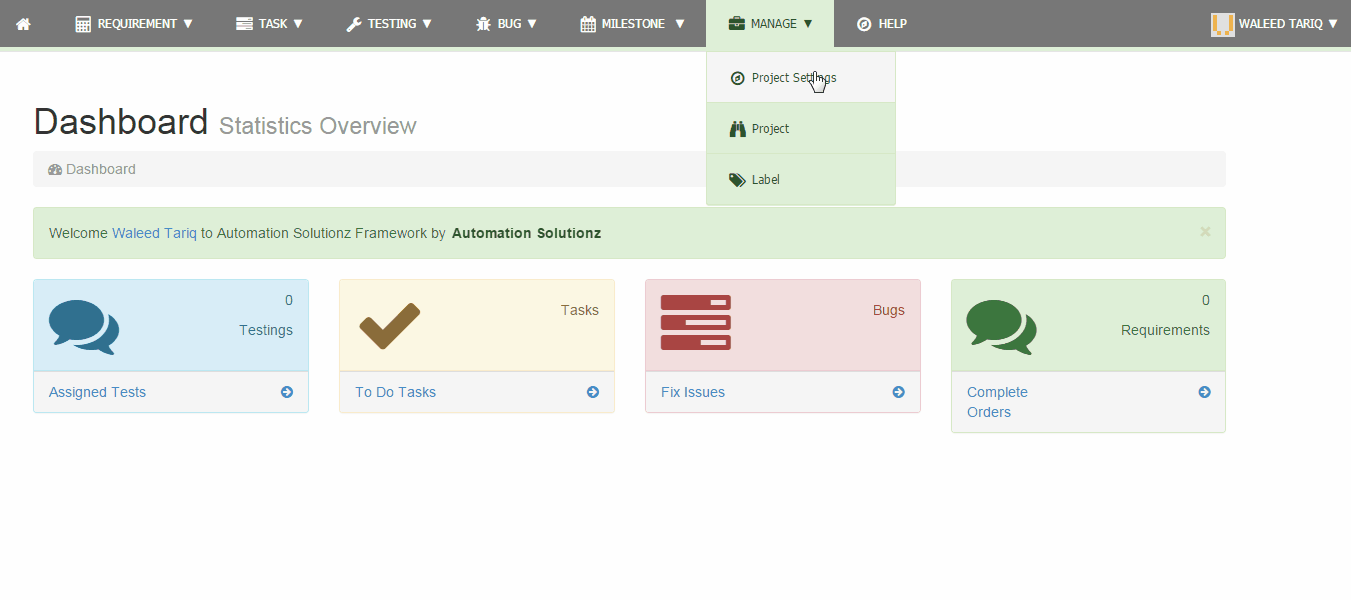 REQUIREMENT ▼ TASK ▼ TESTING ▼ BUG ▼ MILESTONE ▼ MANAGE ▼ HELP WALEED TARIQ ▼
Project Settings
Project
Label
Dashboard Statistics Overview
Dashboard
Welcome Waleed Tariq to Automation Solutionz Framework by Automation Solutionz ×
0
Testings
Assigned Tests
Tasks
To Do Tasks
Bugs
Fix Issues
0
Requirements
Complete
Orders